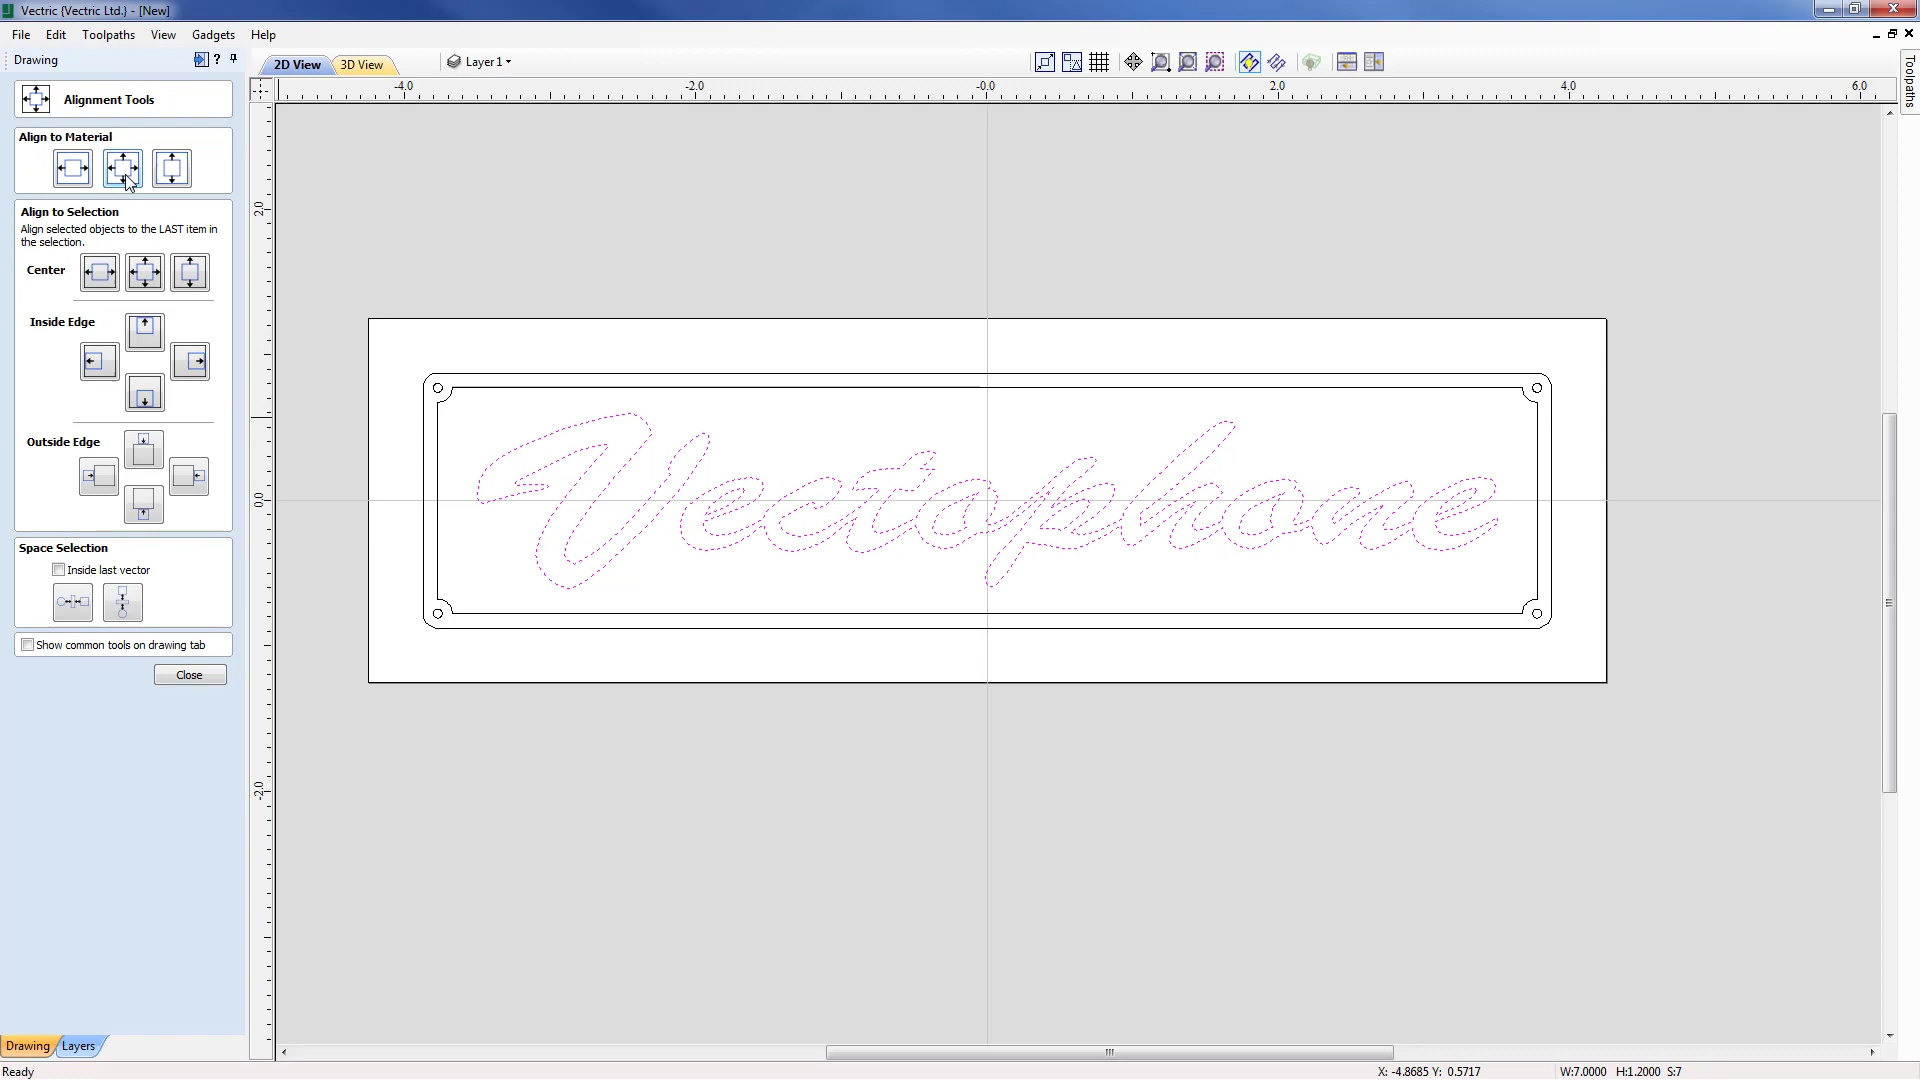 Vectric {Vectric Ltd.} - [New]
File Edit Toolpaths View Gadgets Help
Drawing ?
2D View 3D View Layer 1
Toolpaths
Alignment Tools
-4.0 -2.0 -0.0 2.0 4.0 6.0
Align to Material
2.0
Align to Selection
Align selected objects to the LAST item in
the selection.
Center
Inside Edge
Outside Edge
0.0
Vectophone
Space Selection
Inside last vector
Show common tools on drawing tab
Close
-2.0
Drawing Layers
Ready X: -4.8685 Y: 0.5717 W:7.0000 H:1.2000 S:7